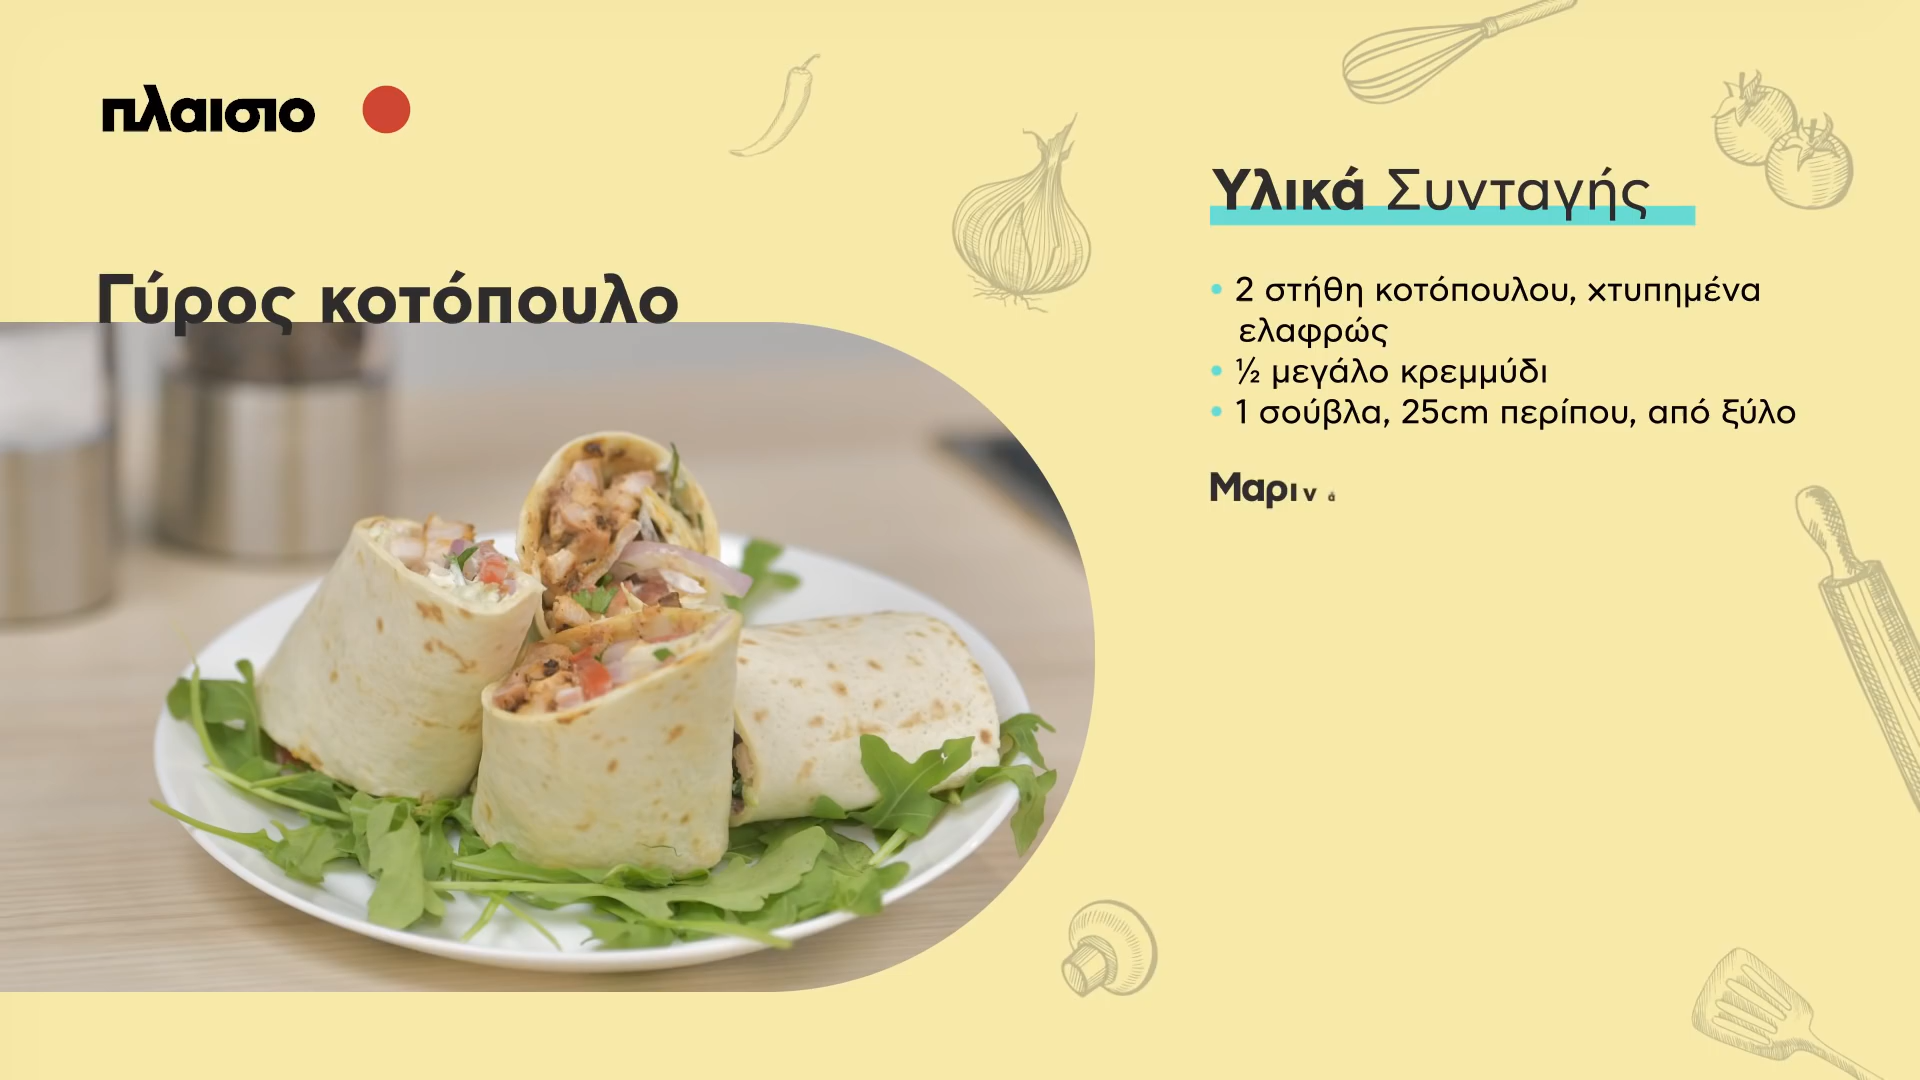 πλαισιο
Γύρος κοτόπουλο
Υλικά Συνταγής
• 2 στήθη κοτόπουλου, χτυπημένα
ελαφρώς
• ½ μεγάλο κρεμμύδι
• 1 σούβλα, 25cm περίπου, από ξύλο
Μαρινά